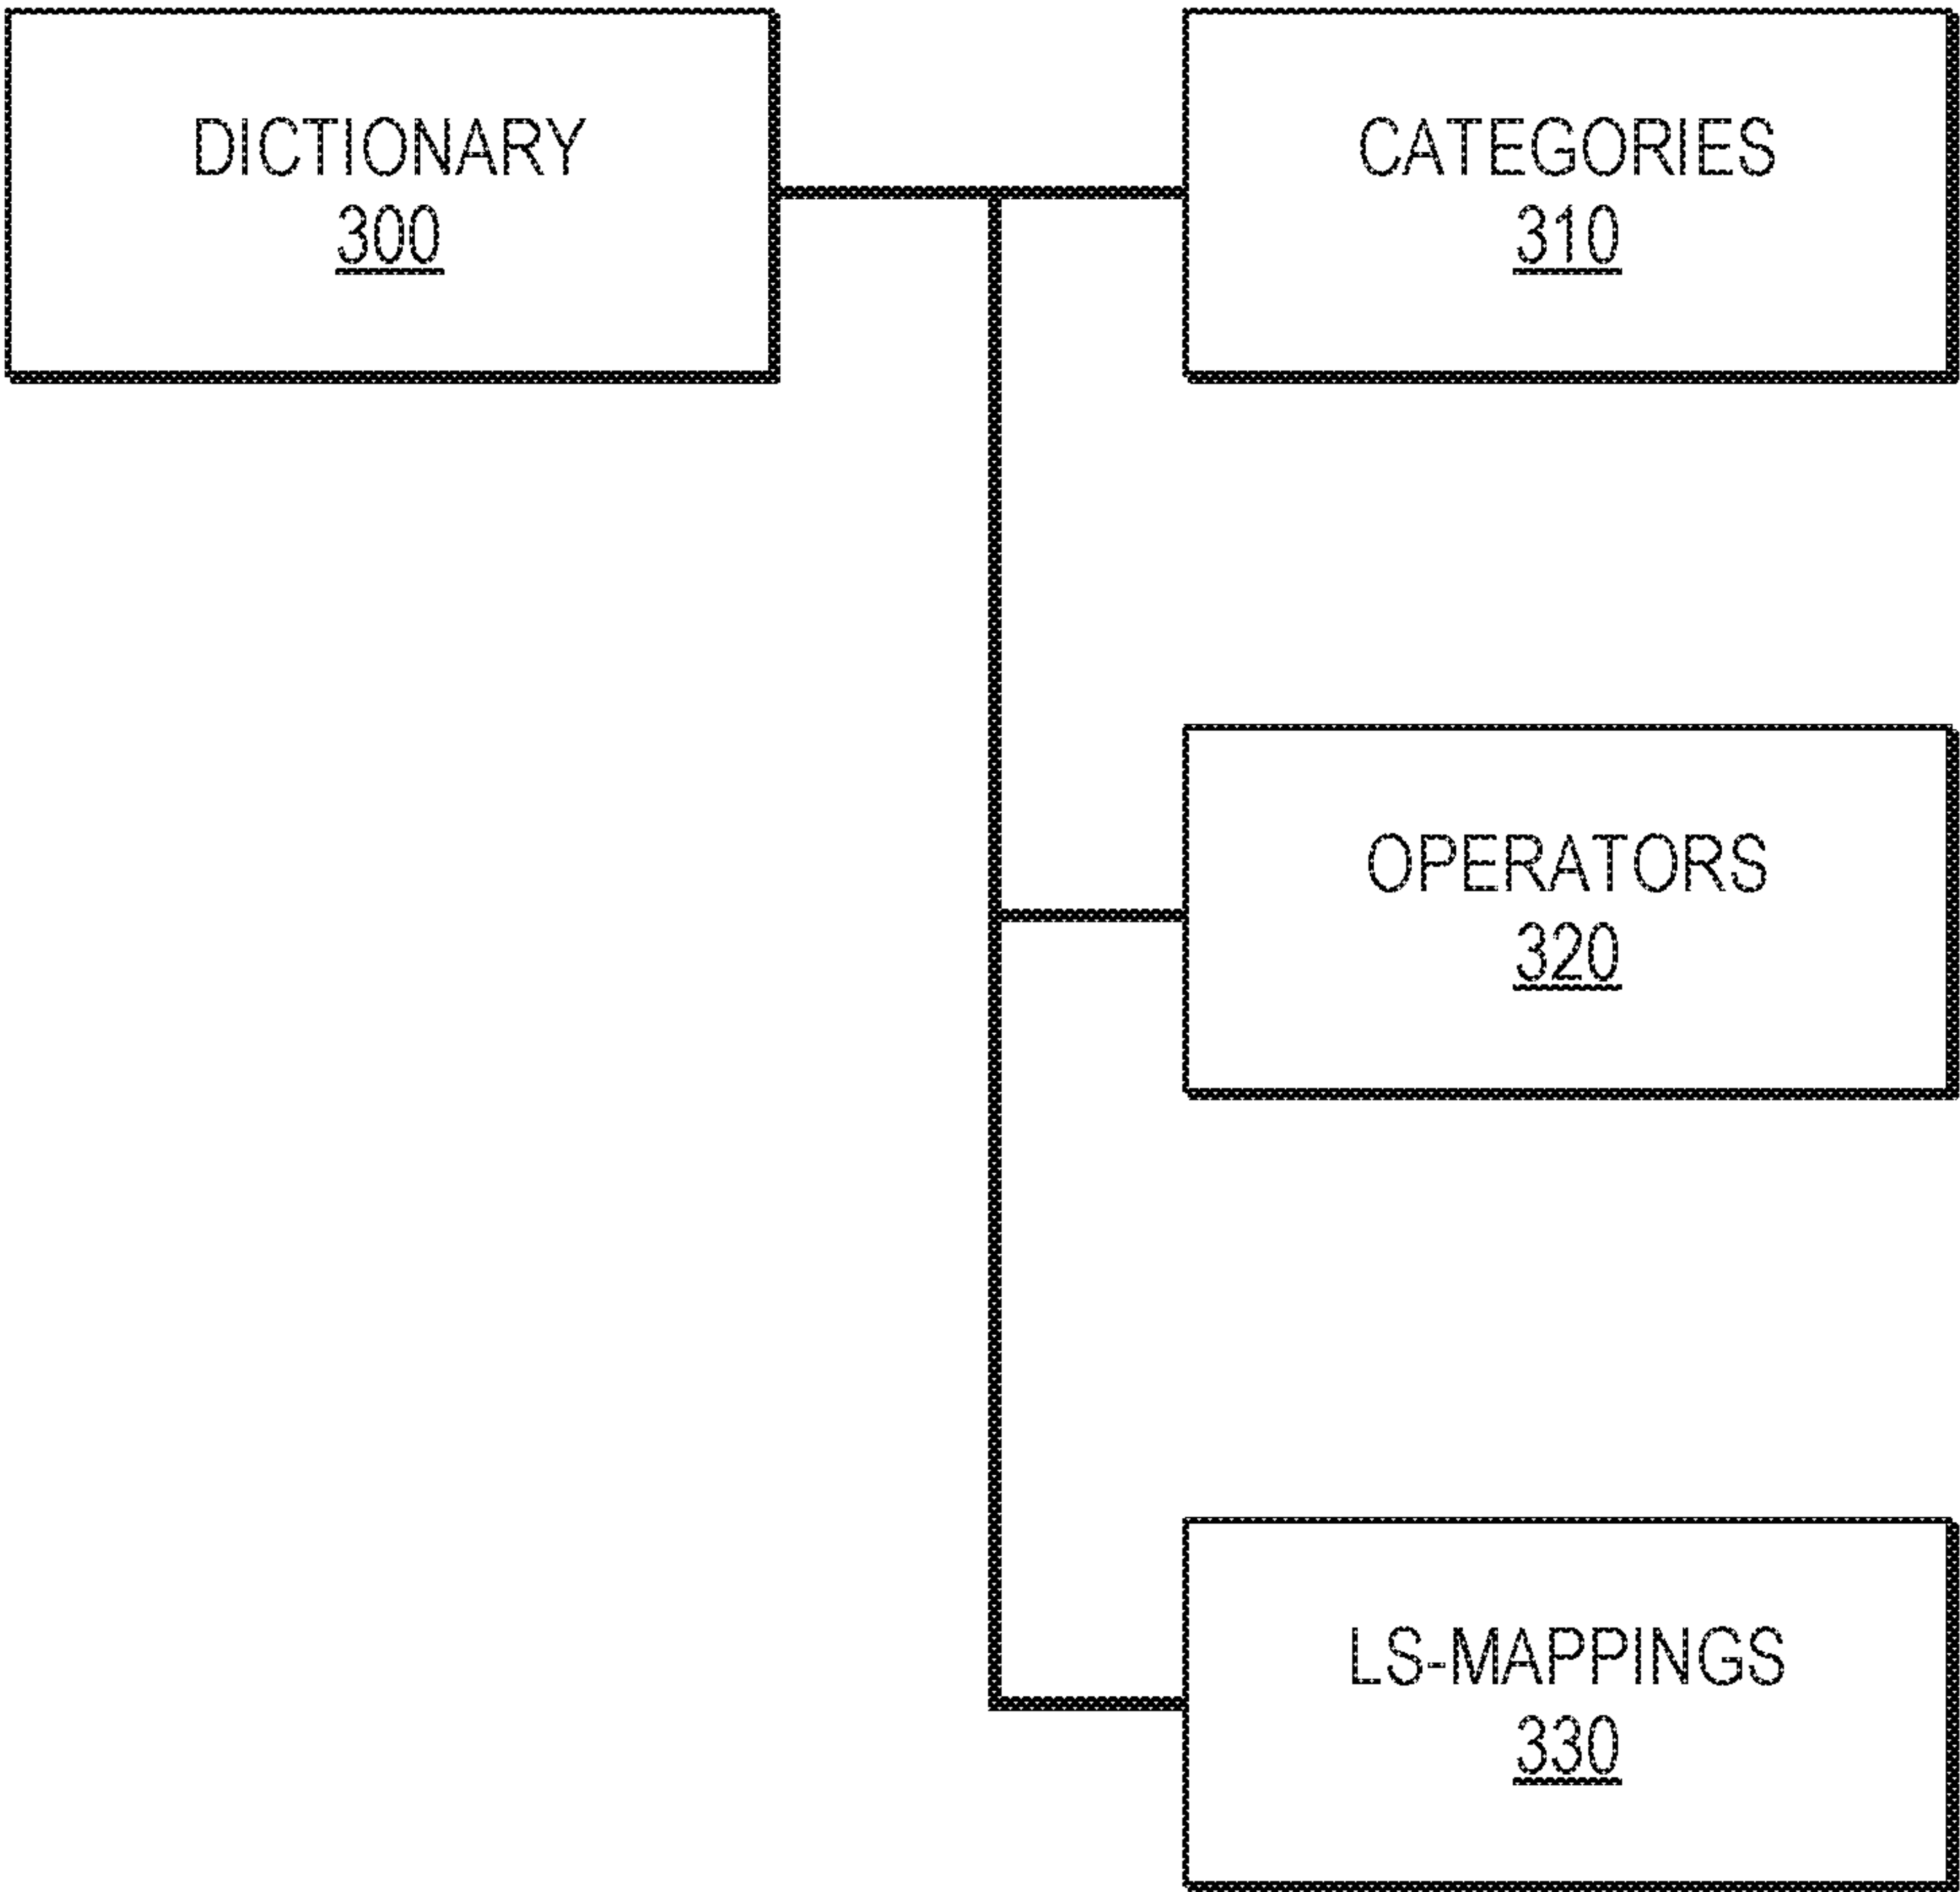 DICTIONARY
300
CATEGORIES
310
OPERATORS
320
LS-MAPPINGS
330